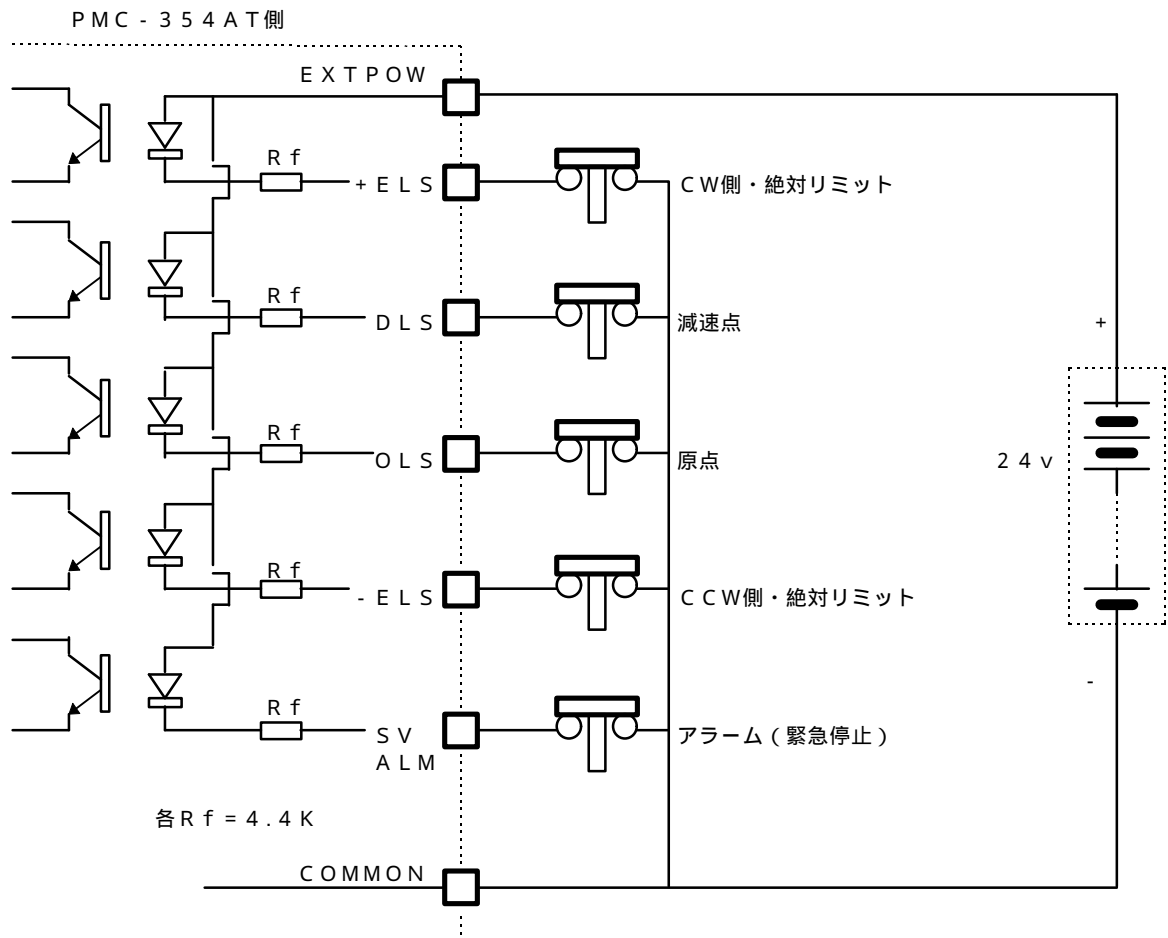 ＰＭＣ－３５４ＡＴ側
ＥＸＴＰＯＷ
Ｒｆ
＋ＥＬＳ
ＣＷ側・絶対リミット
Ｒｆ
ＤＬＳ
減速点
＋
Ｒｆ
ＯＬＳ
原点
２４ｖ
Ｒｆ
－ＥＬＳ
ＣＣＷ側・絶対リミット
－
Ｒｆ
ＳＶ
ＡＬＭ
アラーム（緊急停止）
各Ｒｆ＝４．４Ｋ
ＣＯＭＭＯＮ